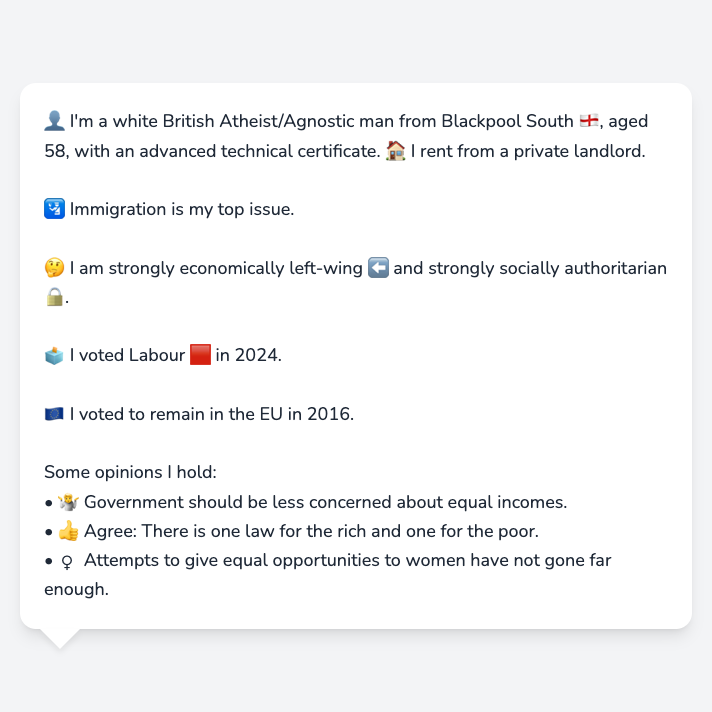 👤 I'm a white British Atheist/Agnostic man from Blackpool South 🏴󠁧󠁢󠁥󠁮󠁧󠁿, aged
58, with an advanced technical certificate. 🏠 I rent from a private landlord.
🛂 Immigration is my top issue.
🤔 I am strongly economically left-wing ⬅️ and strongly socially authoritarian
🔒.
🗳️ I voted Labour 🟥 in 2024.
🇪🇺 I voted to remain in the EU in 2016.
Some opinions I hold:
• 🤷 Government should be less concerned about equal incomes.
• 👍 Agree: There is one law for the rich and one for the poor.
• ♀ Attempts to give equal opportunities to women have not gone far
enough.